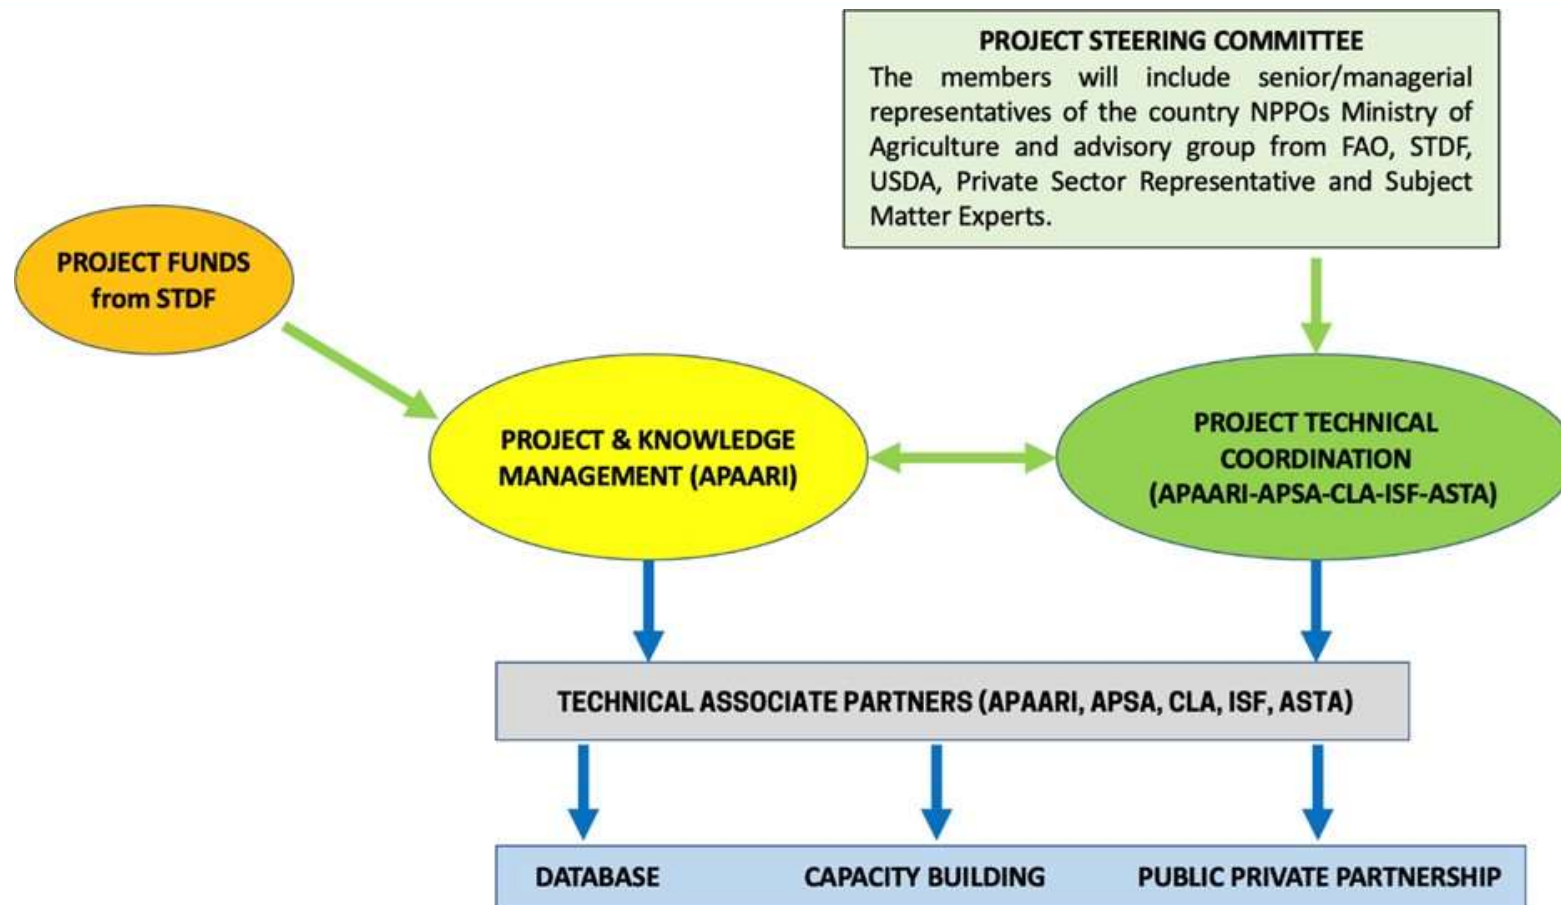 PROJECT STEERING COMMITTEE
The members will include senior/managerial
representatives of the country NPPOs Ministry of
Agriculture and advisory group from FAO, STDF,
USDA, Private Sector Representative and Subject
Matter Experts.
PROJECT FUNDS
from STDF
PROJECT & KNOWLEDGE
MANAGEMENT (APAARI)
PROJECT TECHNICAL
COORDINATION
(APAARI-APSA-CLA-ISF-ASTA)
TECHNICAL ASSOCIATE PARTNERS (APAARI, APSA, CLA, ISF, ASTA)
DATABASE
CAPACITY BUILDING
PUBLIC PRIVATE PARTNERSHIP